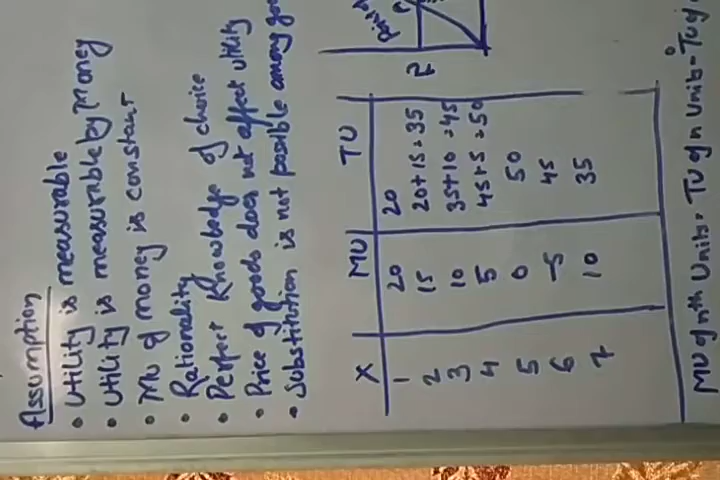 Assumption
• Utility is measurable
• Utility is measurable by money
• Mu of money is constant
• Rationality
• Perfect Knowledge of choice
• Price of goods does not affect utility
• Substitution is not possible among
X MU TU
1 20 20
2 15 20+15=35
3 10 35+10=45
4 5 45+5=50
5 0 50
6 -5 45
7 10 35
P
MU of nth Units= TU of n Units- TU of